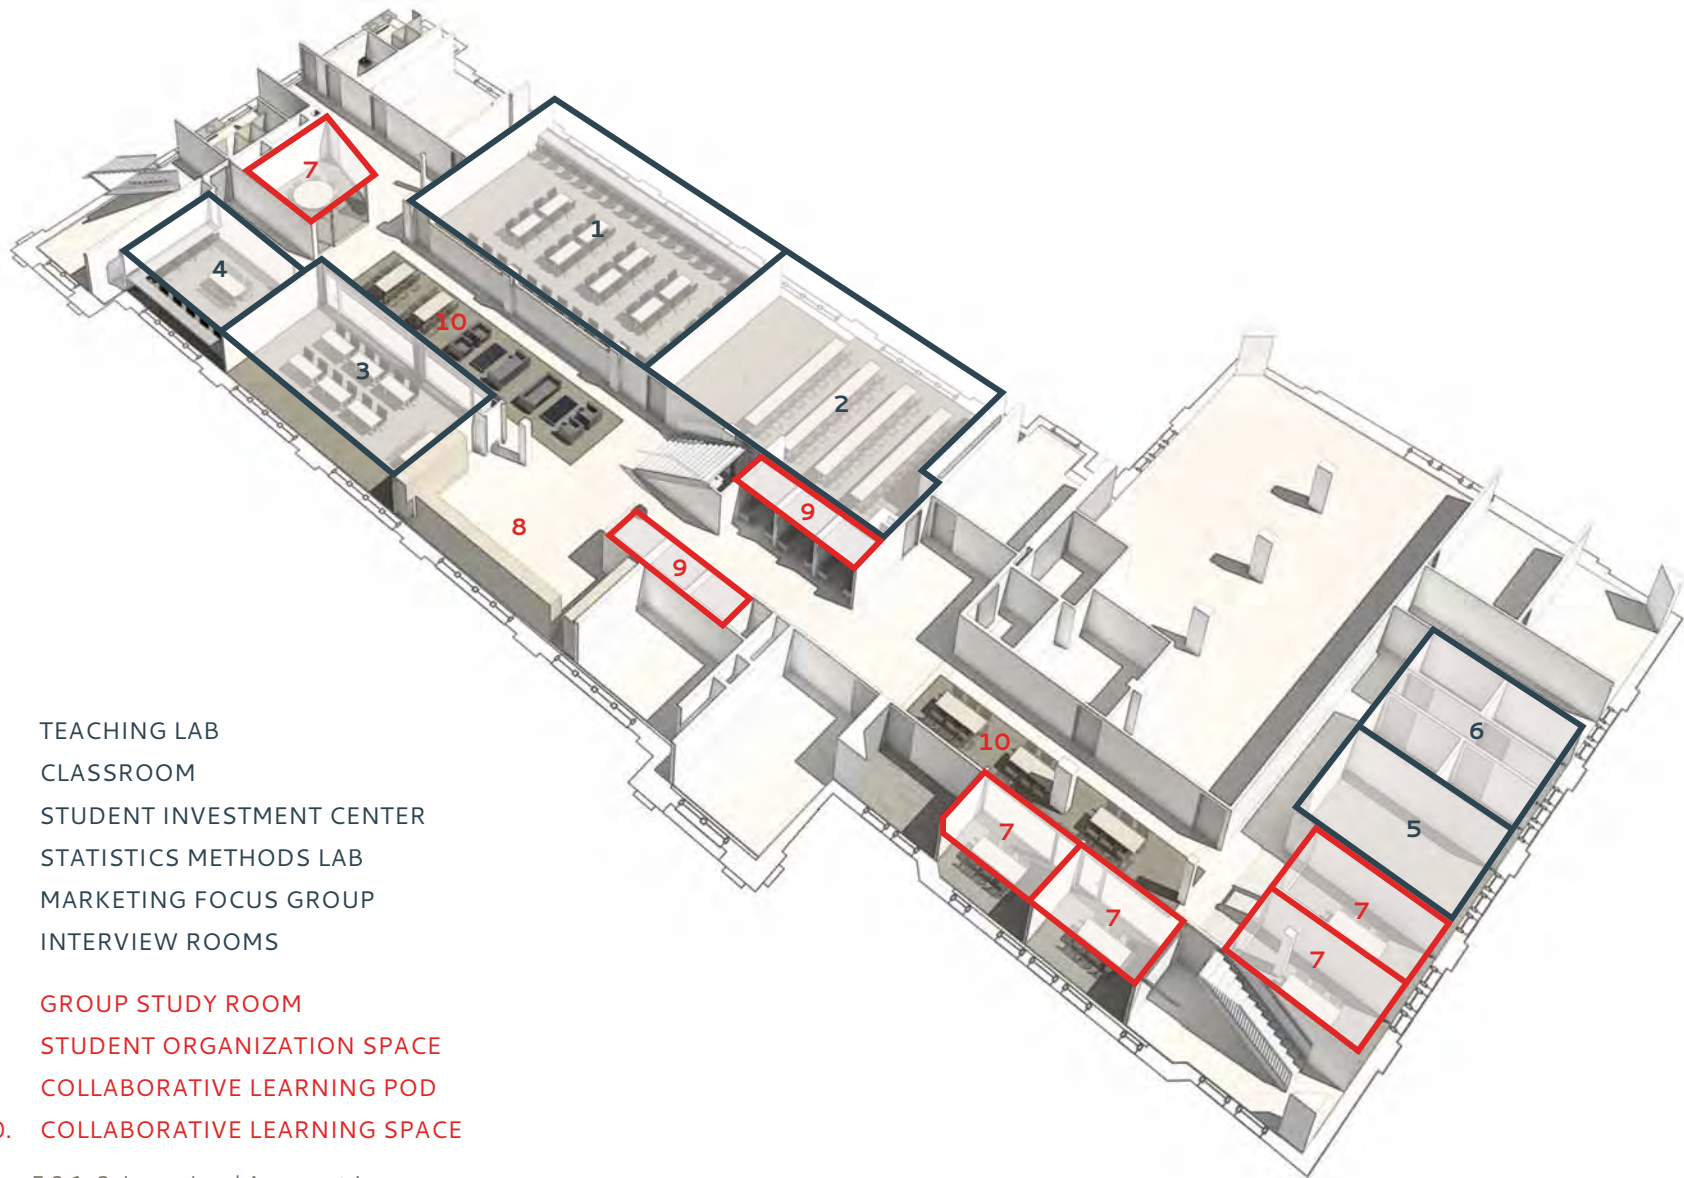 7
1
4
10
3
2
9
8
9
6
10
5
7
7
7
7
TEACHING LAB
CLASSROOM
STUDENT INVESTMENT CENTER
STATISTICS METHODS LAB
MARKETING FOCUS GROUP
INTERVIEW ROOMS
GROUP STUDY ROOM
STUDENT ORGANIZATION SPACE
COLLABORATIVE LEARNING POD
0. COLLABORATIVE LEARNING SPACE